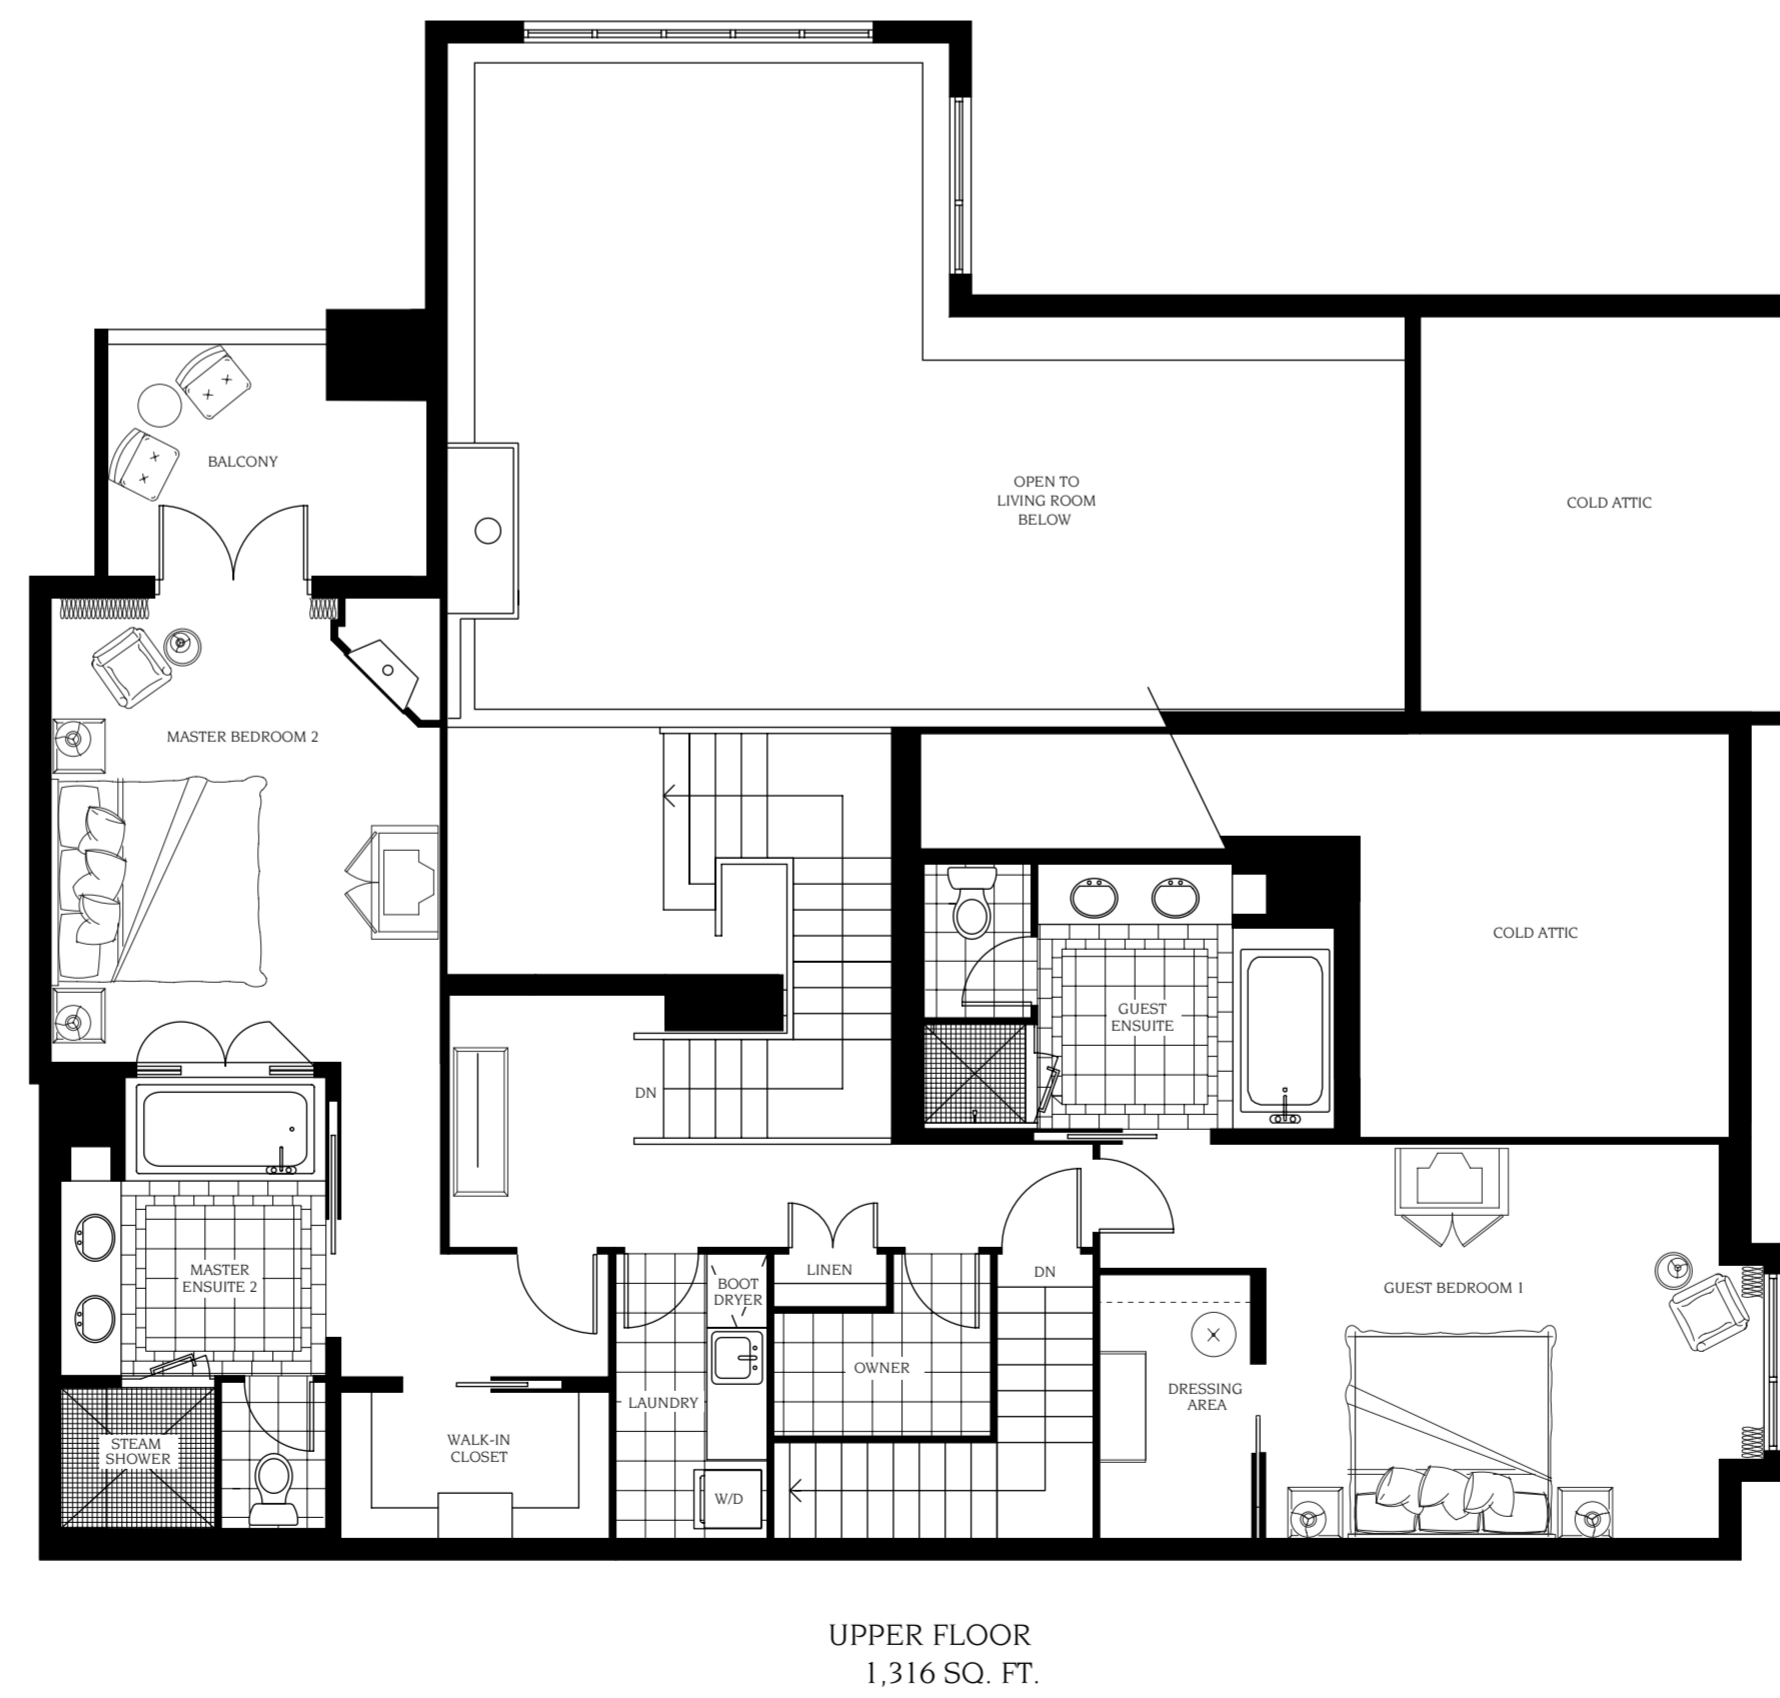 OPEN TO
LIVING ROOM
BELOW
COLD ATTIC
BALCONY
MASTER BEDROOM 2
COLD ATTIC
GUEST
ENSUITE
DN
MASTER
ENSUITE 2
BOOT
DRYER
LINEN
DN
GUEST BEDROOM 1
OWNER
DRESSING
AREA
LAUNDRY
STEAM
SHOWER
WALK-IN
CLOSET
W/D
UPPER FLOOR
1,316 SQ. FT.